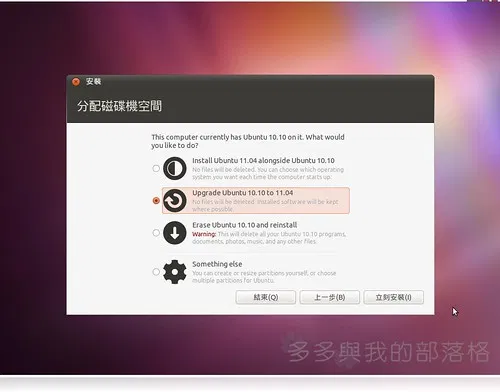 安裝
分配磁碟機空間
This computer currently has Ubuntu 10.10 on it. What would
you like to do?
Install Ubuntu 11.04 alongside Ubuntu 10.10
No files will be deleted. You can choose which operating
system you want each time the computer starts up.
Upgrade Ubuntu 10.10 to 11.04
No files will be deleted. Installed software will be kept
where possible.
Erase Ubuntu 10.10 and reinstall
Warning: This will delete all your Ubuntu 10.10 programs,
documents, photos, music, and any other files.
Something else
You can create or resize partitions yourself, or choose
multiple partitions for Ubuntu.
結束(Q) 上一步(B) 立刻安裝(I)
多多與我的部落格